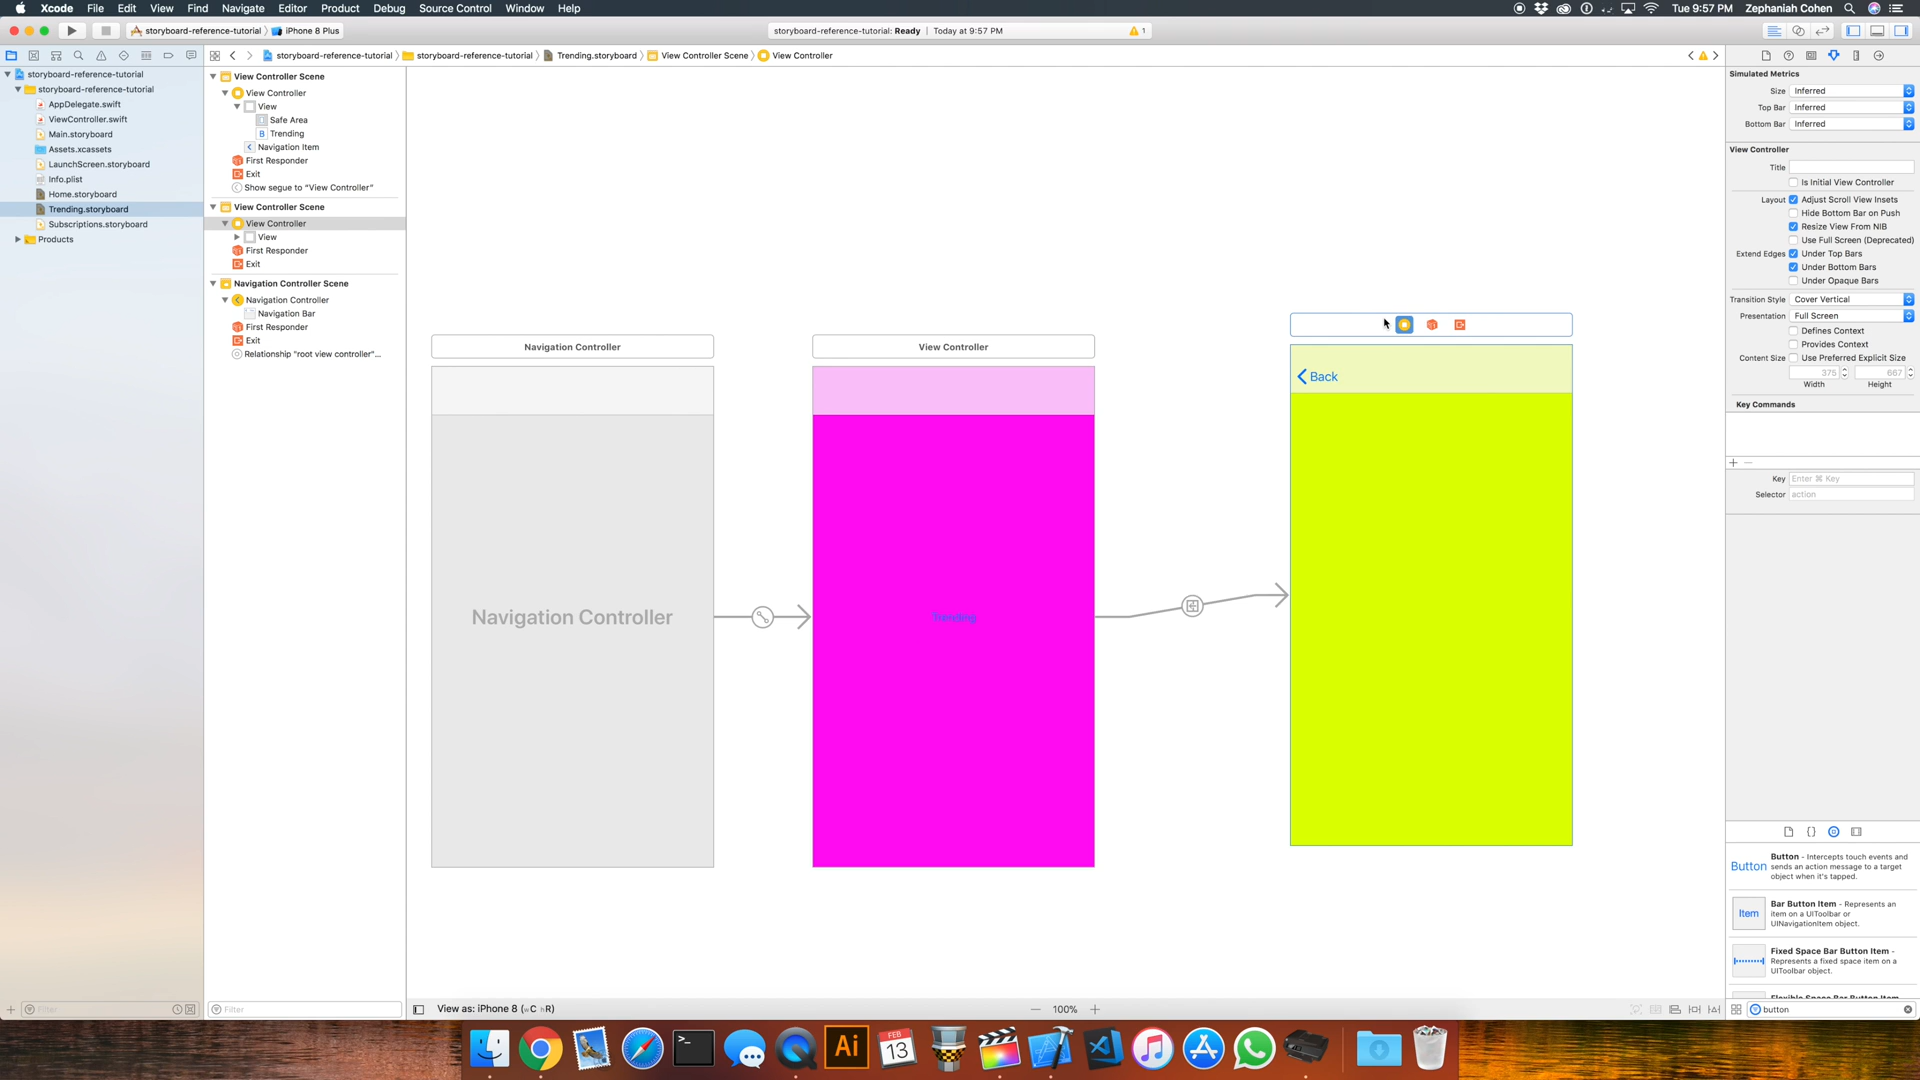 Xcode File Edit View Find Navigate Editor Product Debug Source Control Window Help
Tue 9:57 PM Zephaniah Cohen
storyboard-reference-tutorial iPhone 8 Plus
storyboard-reference-tutorial: Ready | Today at 9:57 PM
1
storyboard-reference-tutorial
storyboard-reference-tutorial
AppDelegate.swift
ViewController.swift
Main.storyboard
Assets.xcassets
LaunchScreen.storyboard
Info.plist
Home.storyboard
Trending.storyboard
Subscriptions.storyboard
Products
Filter
storyboard-reference-tutorial storyboard-reference-tutorial Trending.storyboard View Controller Scene View Controller
View Controller Scene
View Controller
View
Safe Area
B Trending
Navigation Item
First Responder
Exit
Show segue to "View Controller"
View Controller Scene
View Controller
View
First Responder
Exit
Navigation Controller Scene
Navigation Controller
Navigation Bar
First Responder
Exit
Relationship "root view controller"...
Filter
Navigation Controller
Navigation Controller
View Controller
Trending
Back
View as: iPhone 8 (wC hR)
100%
Simulated Metrics
Size Inferred
Top Bar Inferred
Bottom Bar Inferred
View Controller
Title
Is Initial View Controller
Layout Adjust Scroll View Insets
Hide Bottom Bar on Push
Resize View From NIB
Use Full Screen (Deprecated)
Extend Edges Under Top Bars
Under Bottom Bars
Under Opaque Bars
Transition Style Cover Vertical
Presentation Full Screen
Defines Context
Provides Context
Content Size Use Preferred Explicit Size
375 667
Width Height
Key Commands
Key Enter ⌘ Key
Selector action
Button
Button - Intercepts touch events and
sends an action message to a target
object when it's tapped.
Item
Bar Button Item - Represents an
item on a UIToolbar or
UINavigationItem object.
Fixed Space Bar Button Item -
Represents a fixed space item on a
UIToolbar object.
Flexible Space Bar Button Item
button
Ai
FEB
13